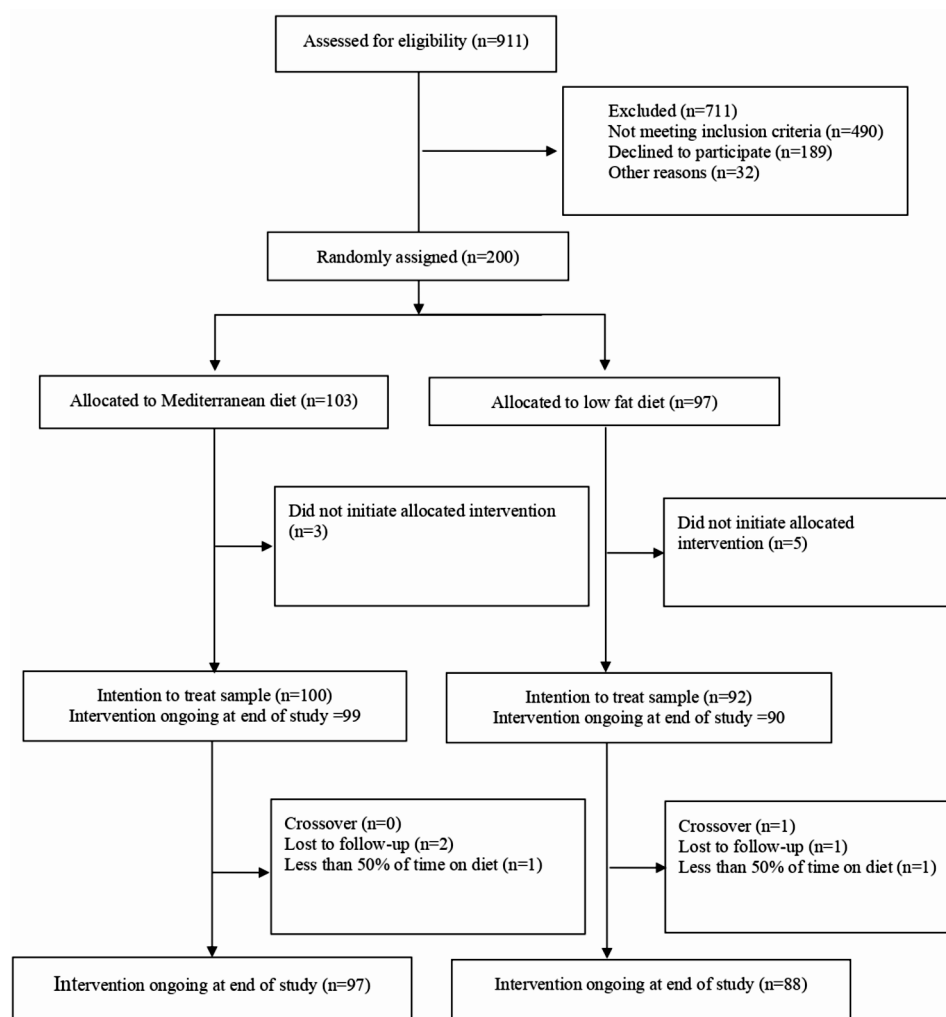 Assessed for eligibility (n=911)
Excluded (n=711)
Not meeting inclusion criteria (n=490)
Declined to participate (n=189)
Other reasons (n=32)
Randomly assigned (n=200)
Allocated to Mediterranean diet (n=103)
Allocated to low fat diet (n=97)
Did not initiate allocated intervention
(n=3)
Did not initiate allocated
intervention (n=5)
Intention to treat sample (n=100)
Intervention ongoing at end of study =99
Intention to treat sample (n=92)
Intervention ongoing at end of study =90
Crossover (n=0)
Lost to follow-up (n=2)
Less than 50% of time on diet (n=1)
Crossover (n=1)
Lost to follow-up (n=1)
Less than 50% of time on diet (n=1)
Intervention ongoing at end of study (n=97)
Intervention ongoing at end of study (n=88)